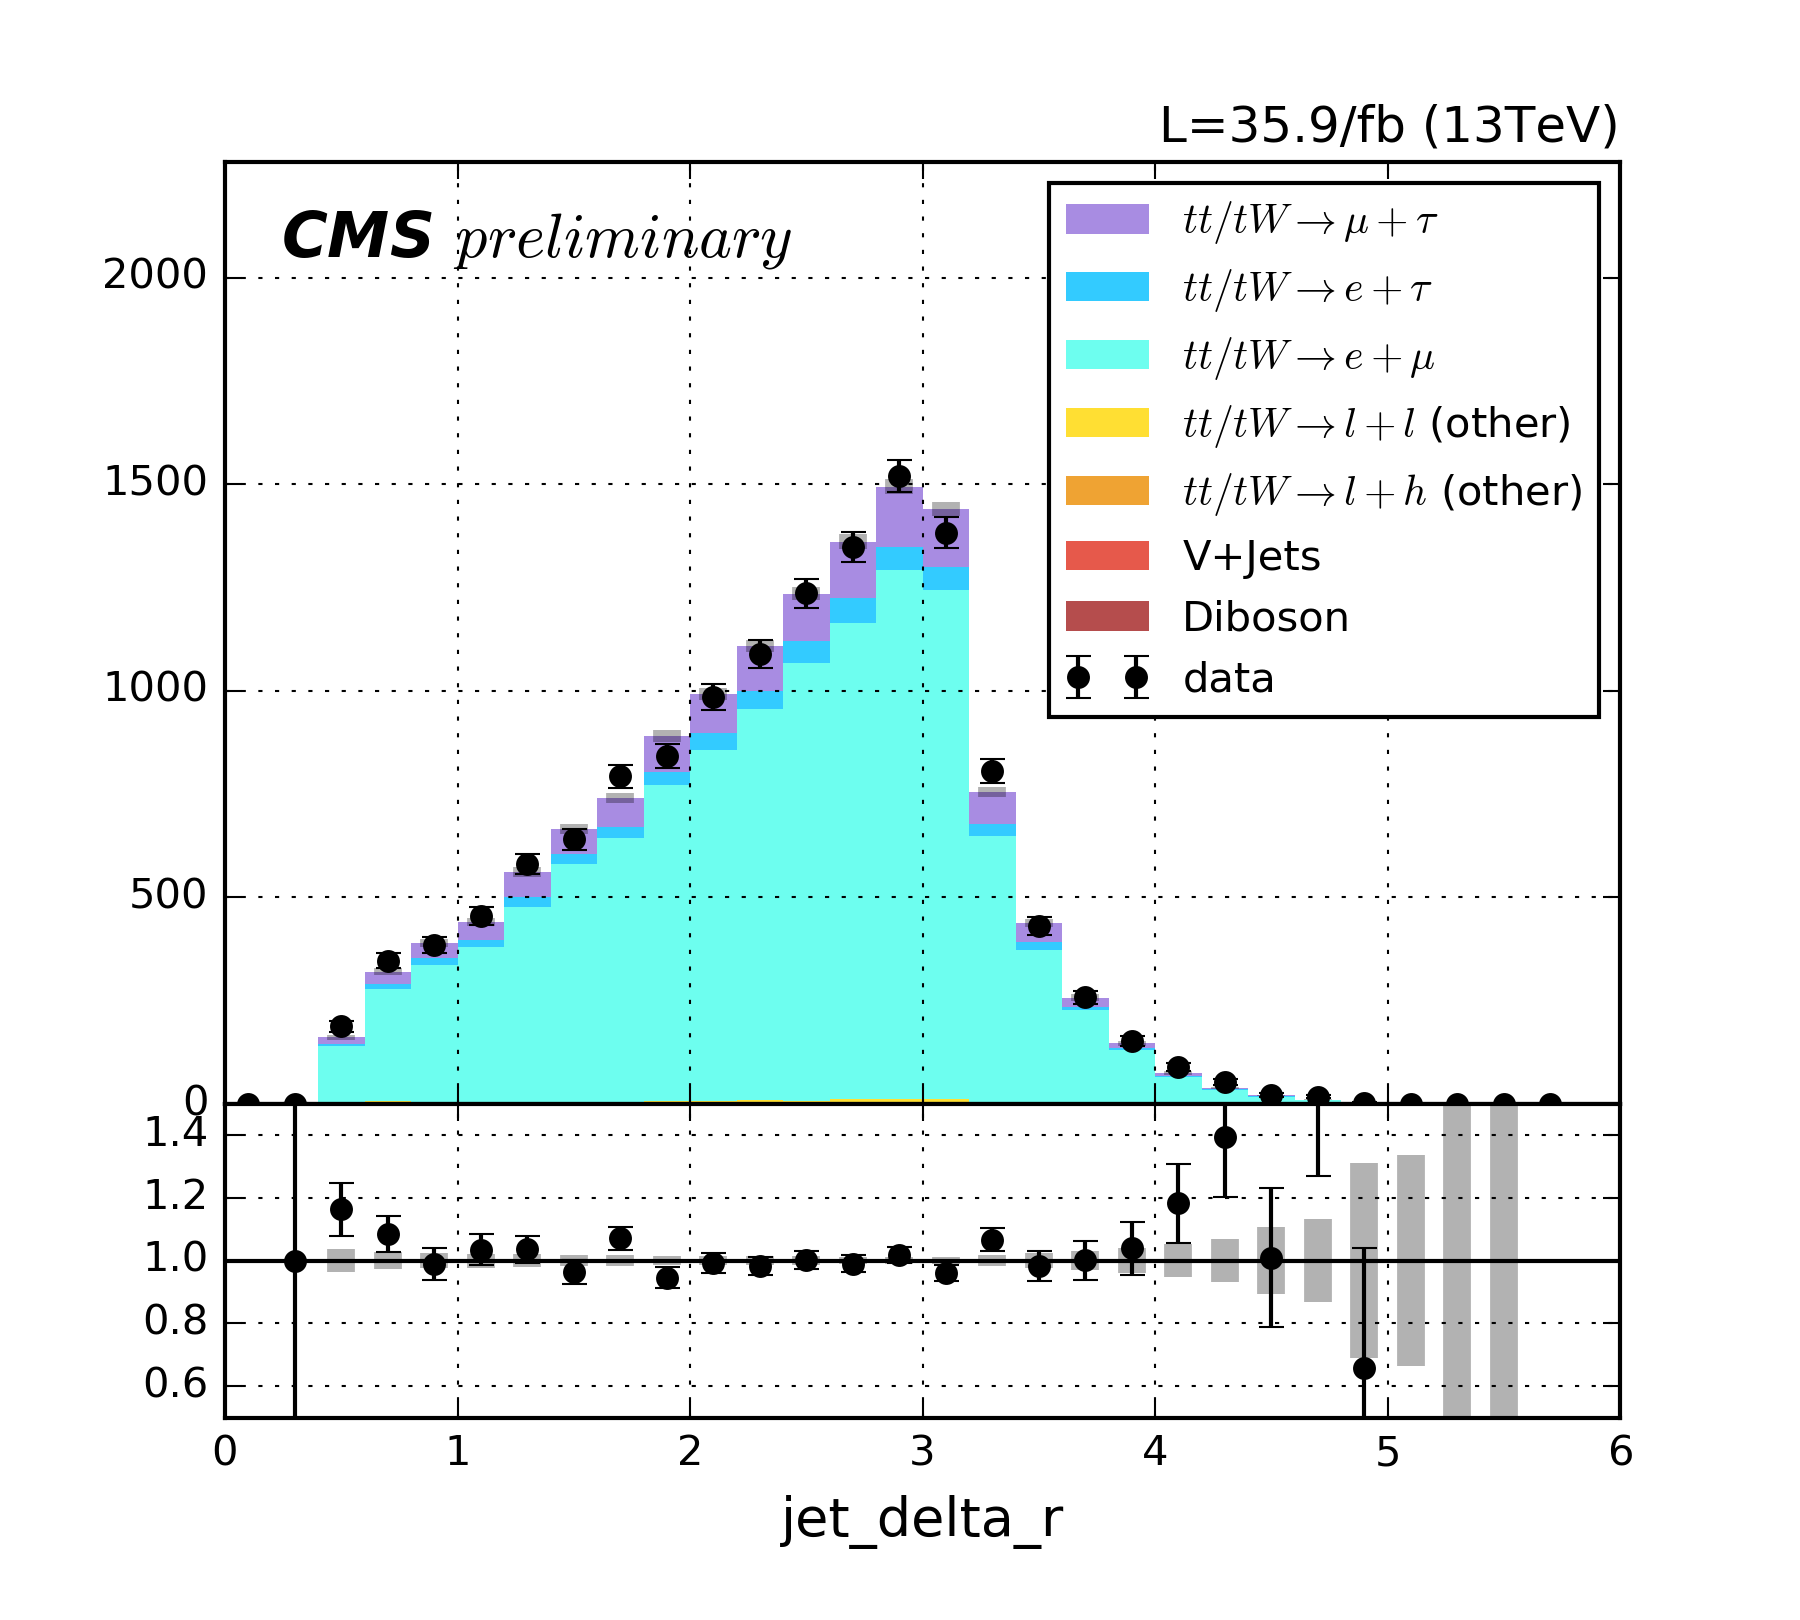 L=35.9/fb (13TeV)
CMS preliminary
tt/tW→μ+τ
tt/tW→e+τ
tt/tW→e+μ
tt/tW→l+l (other)
tt/tW→l+h (other)
V+Jets
Diboson
data
2000
1500
1000
500
0
1.4
1.2
1.0
0.8
0.6
0 1 2 3 4 5 6
jet_delta_r